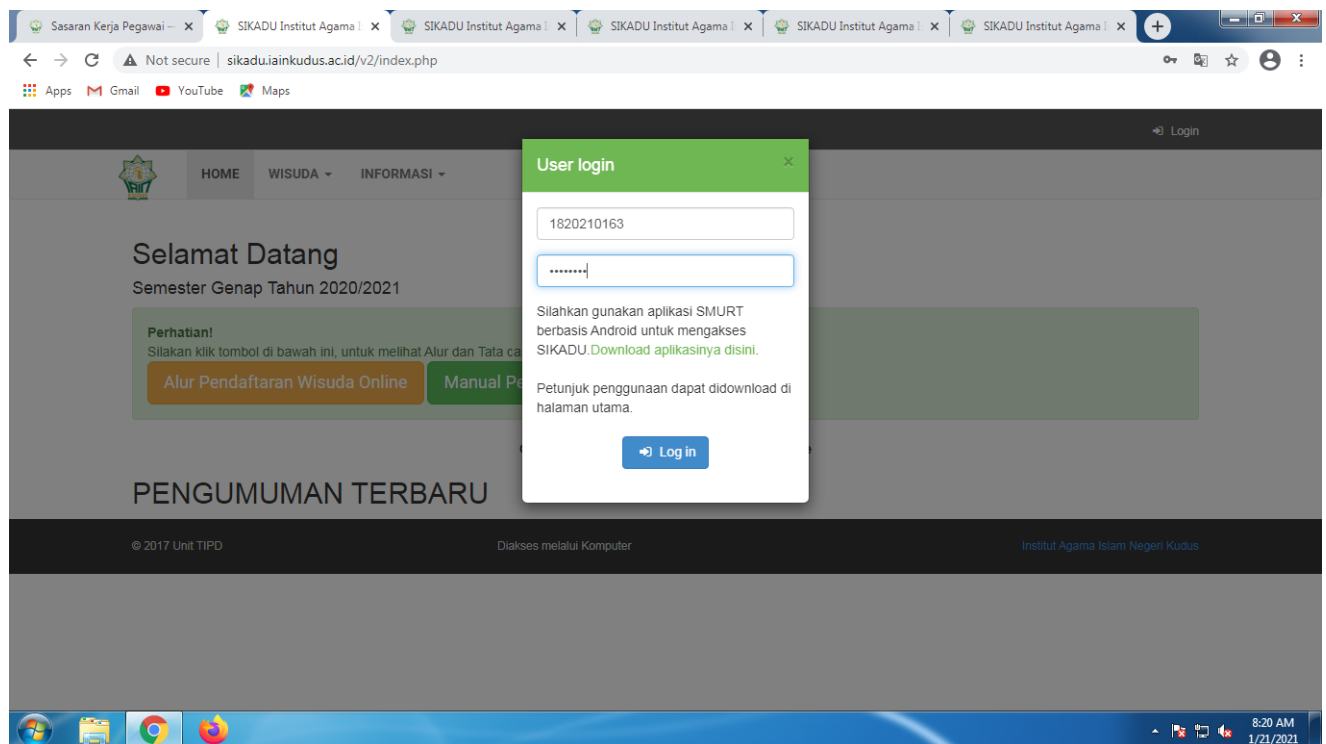 Sasaran Kerja Pegawai –
SIKADU Institut Agama I
SIKADU Institut Agama I
SIKADU Institut Agama I
SIKADU Institut Agama I
SIKADU Institut Agama I
Not secure | sikadu.iainkudus.ac.id/v2/index.php
Apps Gmail YouTube Maps
Login
IAIN HOME WISUDA INFORMASI
User login ×
1820210163
••••••••
Silahkan gunakan aplikasi SMURT
berbasis Android untuk mengakses
SIKADU.Download aplikasinya disini.
Petunjuk penggunaan dapat didownload di
halaman utama.
Log in
Selamat Datang
Semester Genap Tahun 2020/2021
Perhatian!
Silakan klik tombol di bawah ini, untuk melihat Alur dan Tata ca
Alur Pendaftaran Wisuda Online Manual Pe
PENGUMUMAN TERBARU
© 2017 Unit TIPD Diakses melalui Komputer Institut Agama Islam Negeri Kudus
8:20 AM
1/21/2021